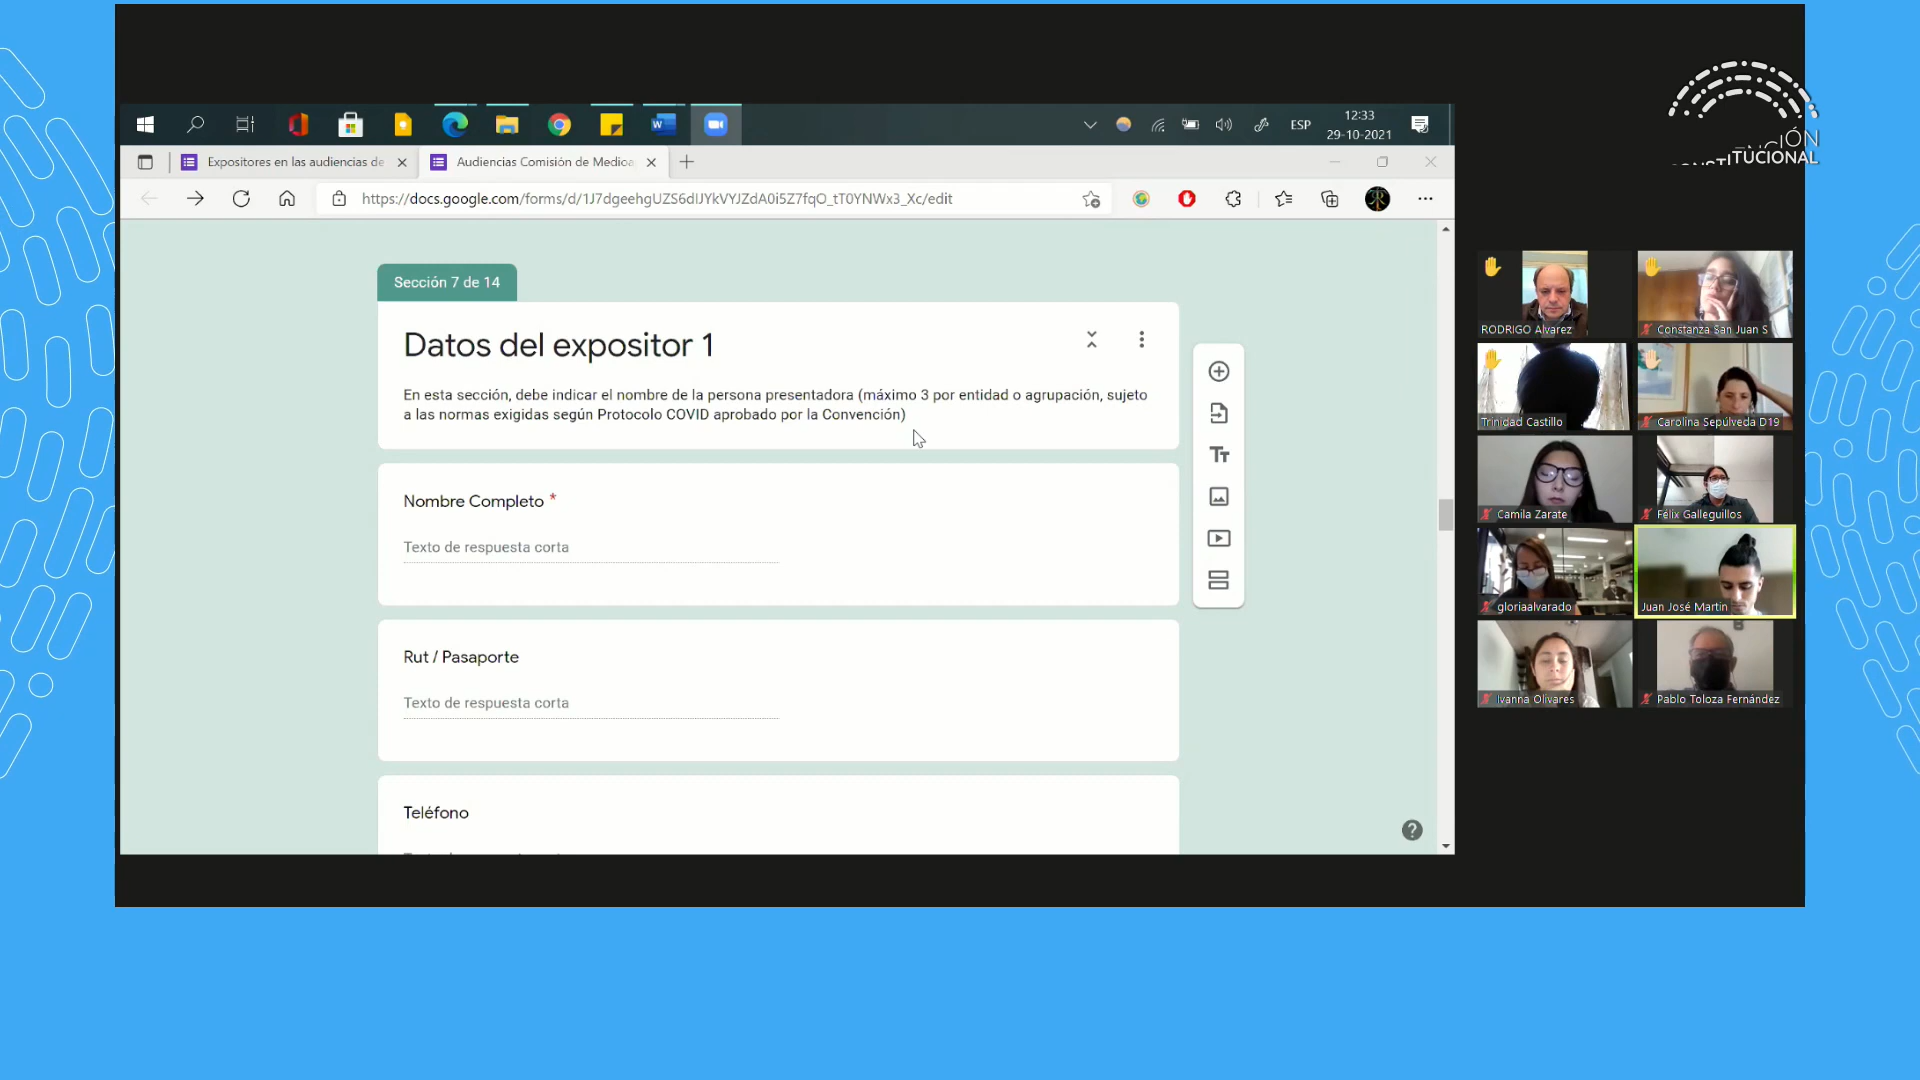 12:33
ESP
29-10-2021
Expositores en las audiencias de
Audiencias Comisión de Medioa
https://docs.google.com/forms/d/1J7dgeehgUZS6dIJYkVYJZdA0i5Z7fqO_tT0YNWx3_Xc/edit
Sección 7 de 14
Datos del expositor 1
En esta sección, debe indicar el nombre de la persona presentadora (máximo 3 por entidad o agrupación, sujeto
a las normas exigidas según Protocolo COVID aprobado por la Convención)
Nombre Completo *
Texto de respuesta corta
Rut / Pasaporte
Texto de respuesta corta
Teléfono
RODRIGO Alvarez
Constanza San Juan S
Trinidad Castillo
Carolina Sepúlveda D19
Camila Zarate
Félix Galleguillos
gloriaalvarado
Juan José Martin
Ivanna Olivares
Pablo Toloza Fernández